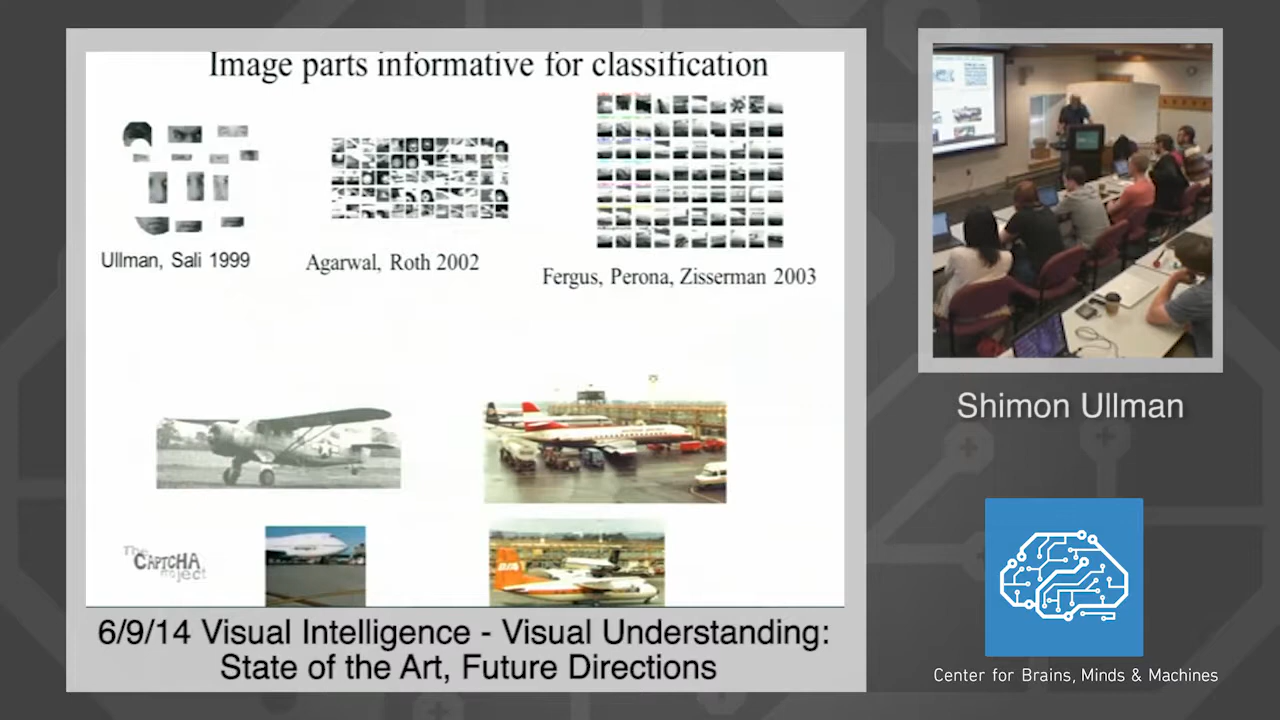 Image parts informative for classification
Ullman, Sali 1999
Agarwal, Roth 2002
Fergus, Perona, Zisserman 2003
The
CAPTCHA
Project
6/9/14 Visual Intelligence - Visual Understanding:
State of the Art, Future Directions
Shimon Ullman
Center for Brains, Minds & Machines